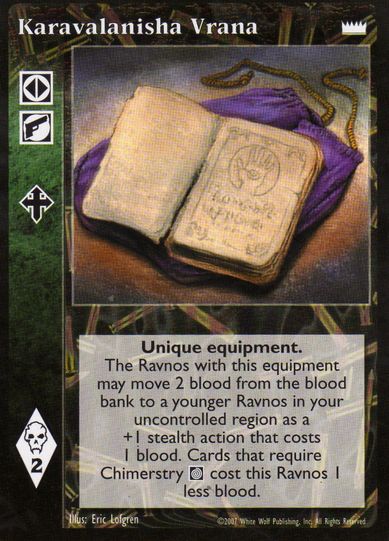 Karavalanisha Vrana
Unique equipment.
The Ravnos with this equipment
may move 2 blood from the blood
bank to a younger Ravnos in your
uncontrolled region as a
+1 stealth action that costs
1 blood. Cards that require
Chimerstry cost this Ravnos 1
less blood.
2
Illus: Eric Lofgren
©2007 White Wolf Publishing, Inc. All Rights Reserved.